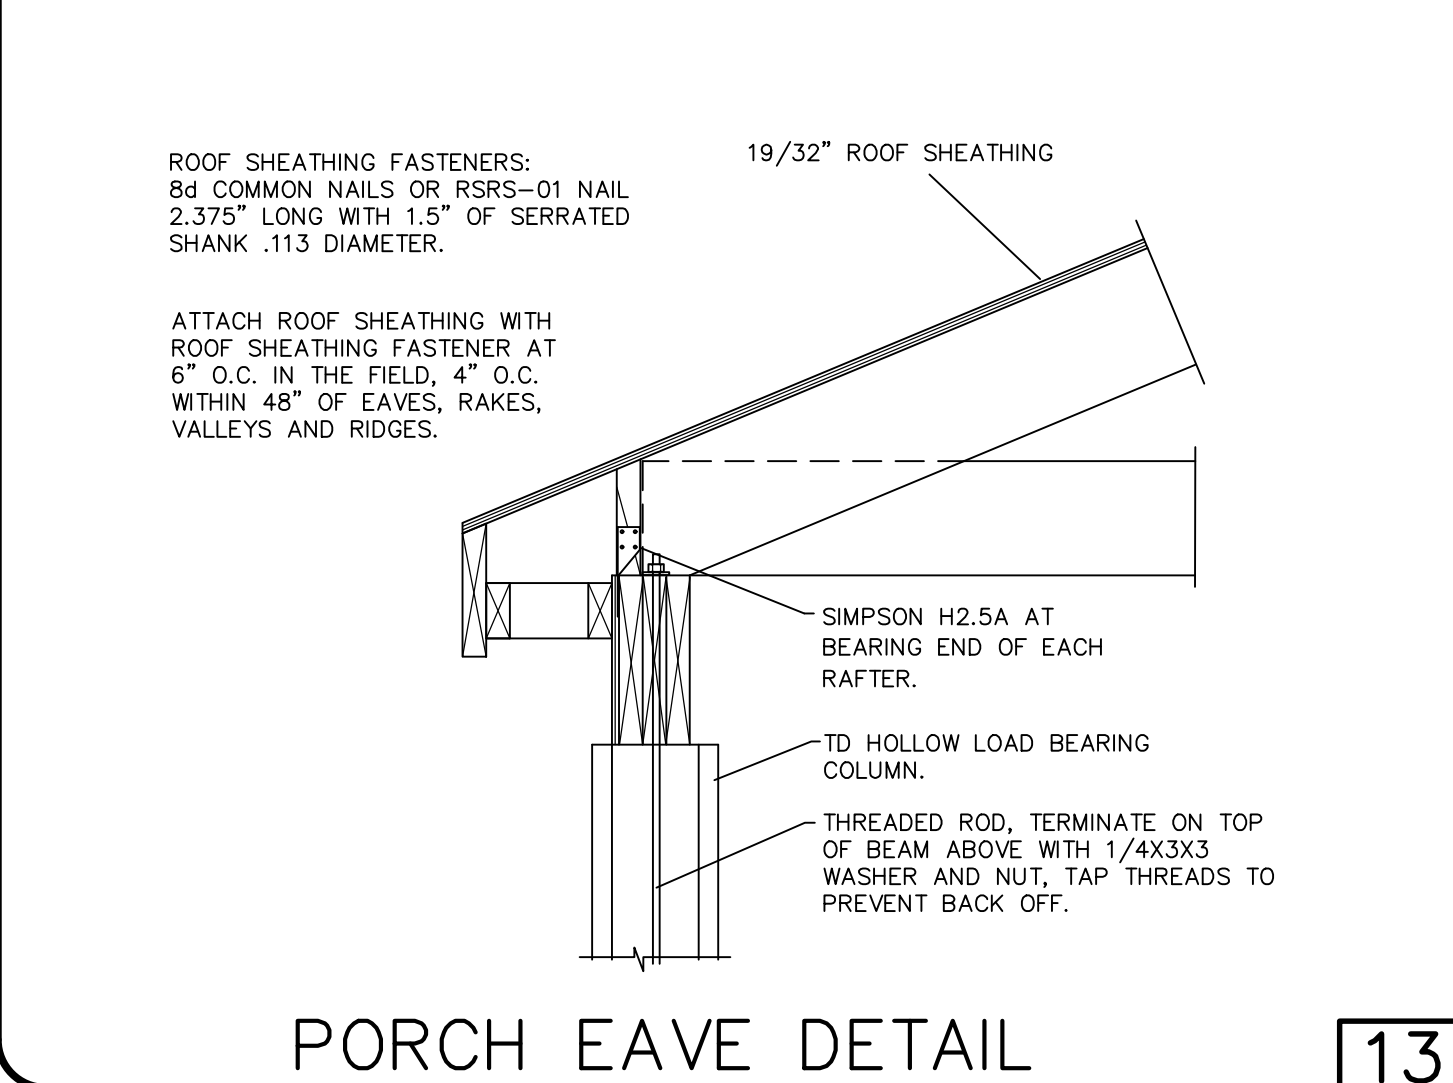 ROOF SHEATHING FASTENERS:
8d COMMON NAILS OR RSRS-01 NAIL
2.375" LONG WITH 1.5" OF SERRATED
SHANK .113 DIAMETER.
19/32" ROOF SHEATHING
ATTACH ROOF SHEATHING WITH
ROOF SHEATHING FASTENER AT
6" O.C. IN THE FIELD, 4" O.C.
WITHIN 48" OF EAVES, RAKES,
VALLEYS AND RIDGES.
SIMPSON H2.5A AT
BEARING END OF EACH
RAFTER.
TD HOLLOW LOAD BEARING
COLUMN.
THREADED ROD, TERMINATE ON TOP
OF BEAM ABOVE WITH 1/4X3X3
WASHER AND NUT, TAP THREADS TO
PREVENT BACK OFF.
PORCH EAVE DETAIL
13